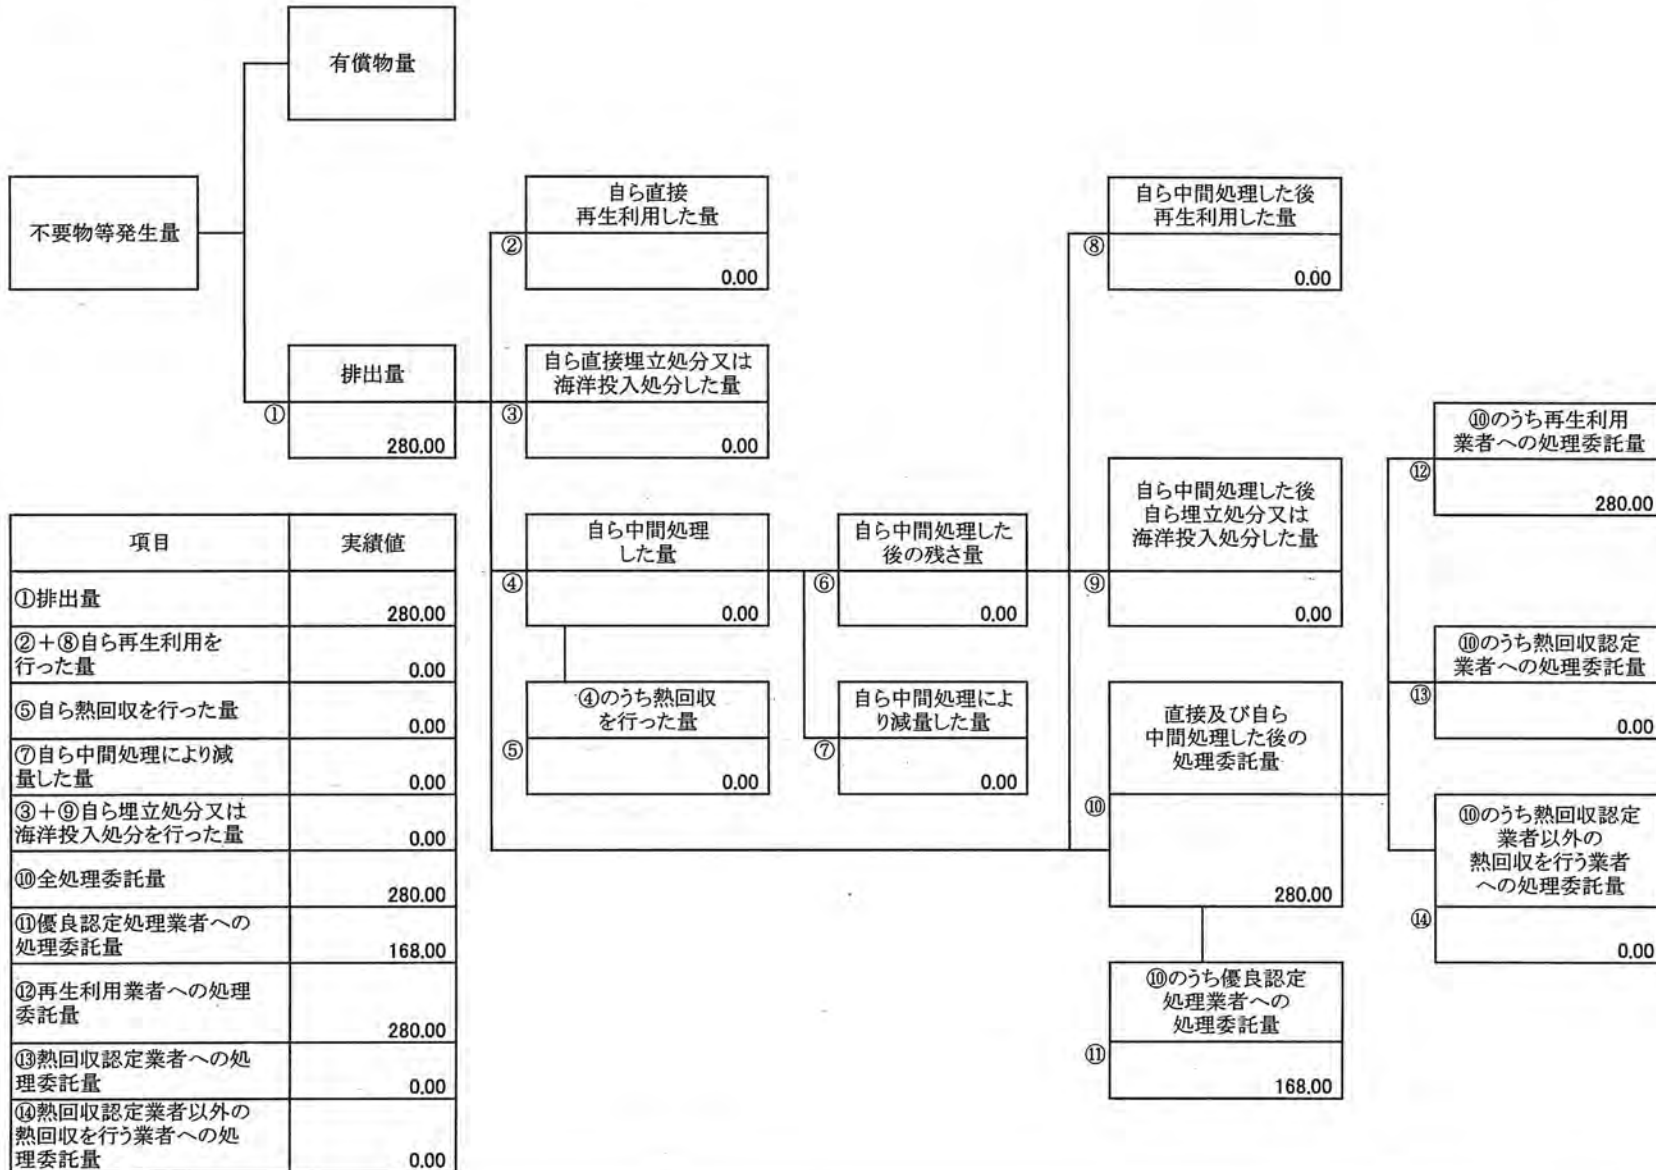 有償物量
不要物等発生量
排出量
①
280.00
自ら直接
再生利用した量
②
0.00
自ら直接埋立処分又は
海洋投入処分した量
③
0.00
自ら中間処理
した量
④
0.00
④のうち熱回収
を行った量
⑤
0.00
自ら中間処理した
後の残さ量
⑥
0.00
自ら中間処理によ
り減量した量
⑦
0.00
自ら中間処理した後
再生利用した量
⑧
0.00
自ら中間処理した後
自ら埋立処分又は
海洋投入処分した量
⑨
0.00
直接及び自ら
中間処理した後の
処理委託量
⑩
280.00
⑩のうち優良認定
処理業者への
処理委託量
⑪
168.00
⑩のうち再生利用
業者への処理委託量
⑫
280.00
⑩のうち熱回収認定
業者への処理委託量
⑬
0.00
⑩のうち熱回収認定
業者以外の
熱回収を行う業者
への処理委託量
⑭
0.00
項目 実績値
①排出量
280.00
②+⑧自ら再生利用を
行った量 0.00
⑤自ら熱回収を行った量
0.00
⑦自ら中間処理により減
量した量 0.00
③+⑨自ら埋立処分又は
海洋投入処分を行った量 0.00
⑩全処理委託量
280.00
⑪優良認定処理業者への
処理委託量 168.00
⑫再生利用業者への処理
委託量
280.00
⑬熱回収認定業者への処
理委託量 0.00
⑭熱回収認定業者以外の
熱回収を行う業者への処
理委託量 0.00